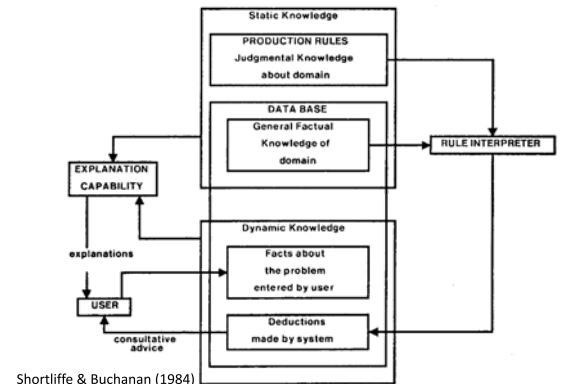 Static Knowledge
PRODUCTION RULES
Judgmental Knowledge
about domain
DATA BASE
General Factual
Knowledge of
domain
RULE INTERPRETER
EXPLANATION
CAPABILITY
explanations
USER
Dynamic Knowledge
Facts about
the problem
entered by user
Deductions
made by system
consultative
advice
Shortliffe & Buchanan (1984)